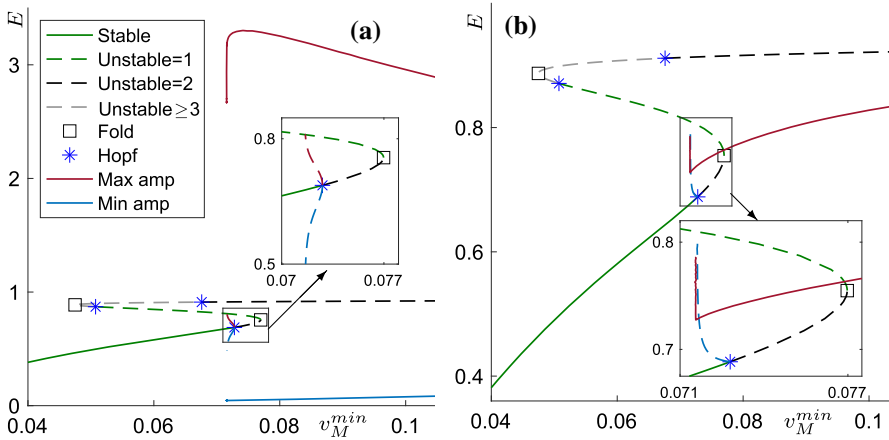 E
(a)
3
2
1
0
0.04
0.06
0.08
0.1
v_M^{min}
Stable
Unstable=1
Unstable=2
Unstable≥3
Fold
Hopf
Max amp
Min amp
0.8
0.5
0.07
0.077
E
(b)
0.8
0.6
0.4
0.04
0.06
0.08
0.1
v_M^{min}
0.8
0.7
0.071
0.077